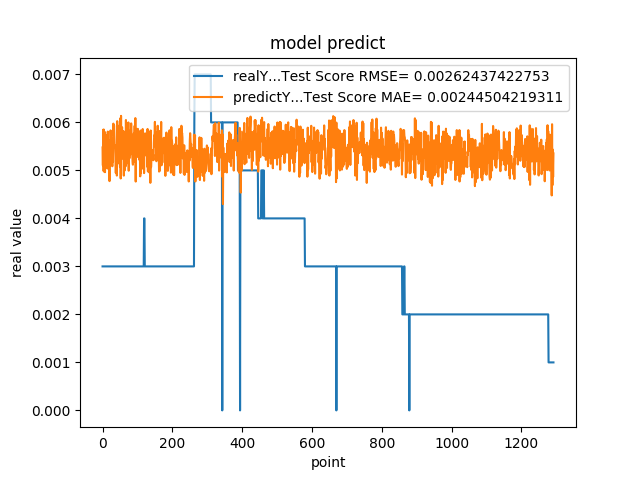 model predict
realY...Test Score RMSE= 0.00262437422753
predictY...Test Score MAE= 0.00244504219311
0.007
0.006
0.005
0.004
0.003
0.002
0.001
0.000
real value
0 200 400 600 800 1000 1200
point